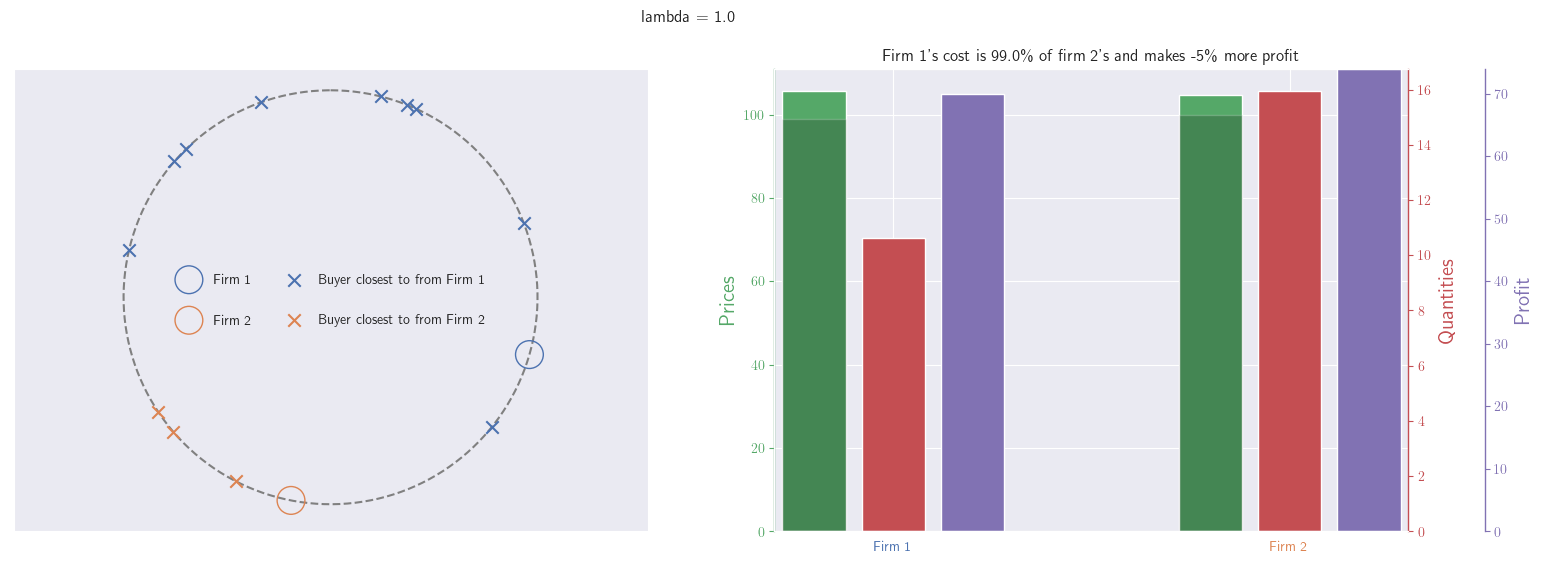 lambda = 1.0
Firm 1's cost is 99.0% of firm 2's and makes -5% more profit
Firm 1
Firm 2
Buyer closest to from Firm 1
Buyer closest to from Firm 2
Prices
100
80
60
40
20
0
Firm 1
Firm 2
16
14
12
10
8
6
4
2
0
Quantities
70
60
50
40
30
20
10
0
Profit